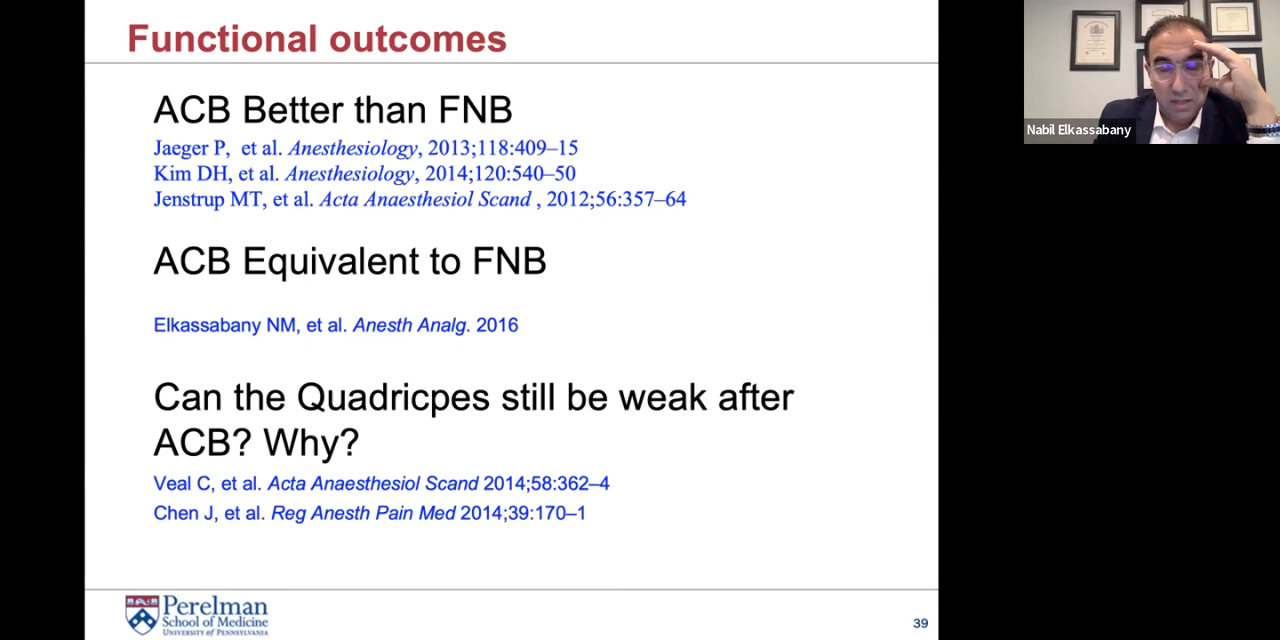 Functional outcomes
ACB Better than FNB
Jaeger P, et al. Anesthesiology, 2013;118:409–15
Kim DH, et al. Anesthesiology, 2014;120:540–50
Jenstrup MT, et al. Acta Anaesthesiol Scand , 2012;56:357–64
ACB Equivalent to FNB
Elkassabany NM, et al. Anesth Analg. 2016
Can the Quadricpes still be weak after
ACB? Why?
Veal C, et al. Acta Anaesthesiol Scand 2014;58:362–4
Chen J, et al. Reg Anesth Pain Med 2014;39:170–1
Perelman
School of Medicine
University of Pennsylvania
39
Nabil Elkassabany